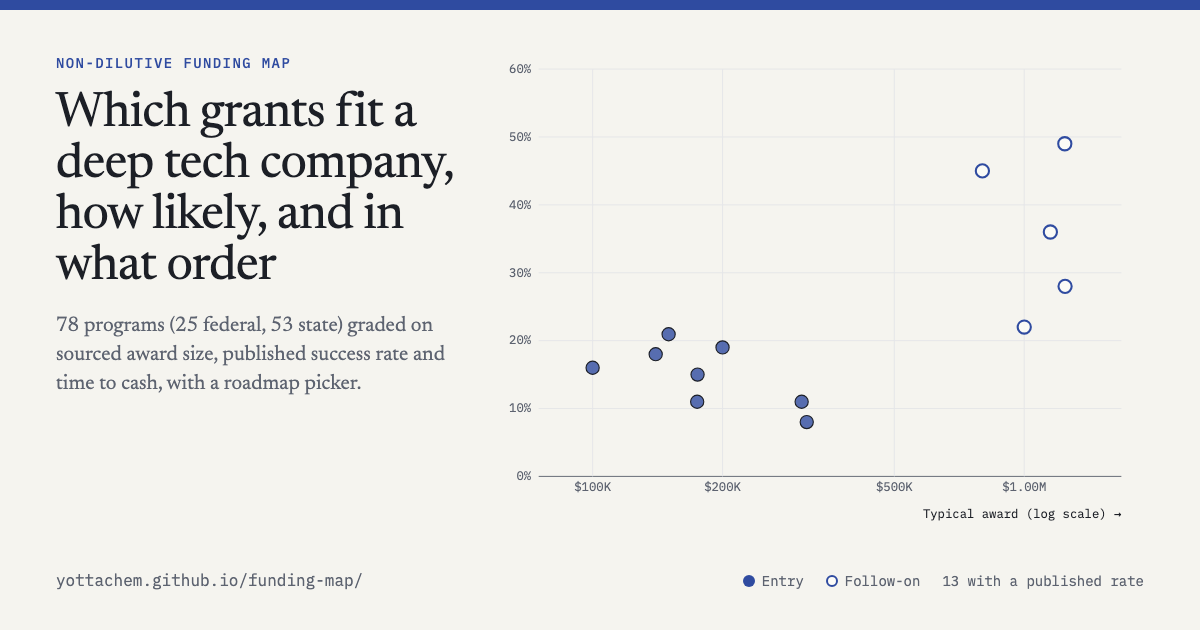 NON-DILUTIVE FUNDING MAP
Which grants fit a
deep tech company,
how likely, and in
what order
78 programs (25 federal, 53 state) graded on
sourced award size, published success rate and
time to cash, with a roadmap picker.
60%
50%
40%
30%
20%
10%
0%
$100K $200K $500K $1.00M
Typical award (log scale) →
yottachem.github.io/funding-map/
Entry Follow-on 13 with a published rate